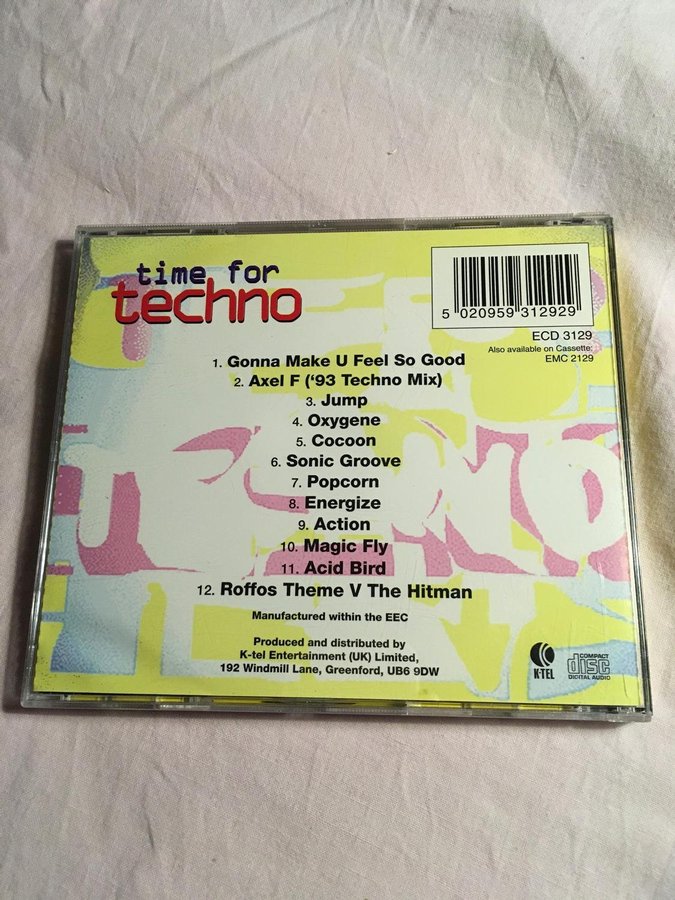 time for
techno
5 020959 312929
ECD 3129
Also available on Cassette:
EMC 2129
1. Gonna Make U Feel So Good
2. Axel F (‘93 Techno Mix)
3. Jump
4. Oxygene
5. Cocoon
6. Sonic Groove
7. Popcorn
8. Energize
9. Action
10. Magic Fly
11. Acid Bird
12. Roffos Theme V The Hitman
Manufactured within the EEC
Produced and distributed by
K-tel Entertainment (UK) Limited,
192 Windmill Lane, Greenford, UB6 9DW
K-TEL
COMPACT
disc
DIGITAL AUDIO